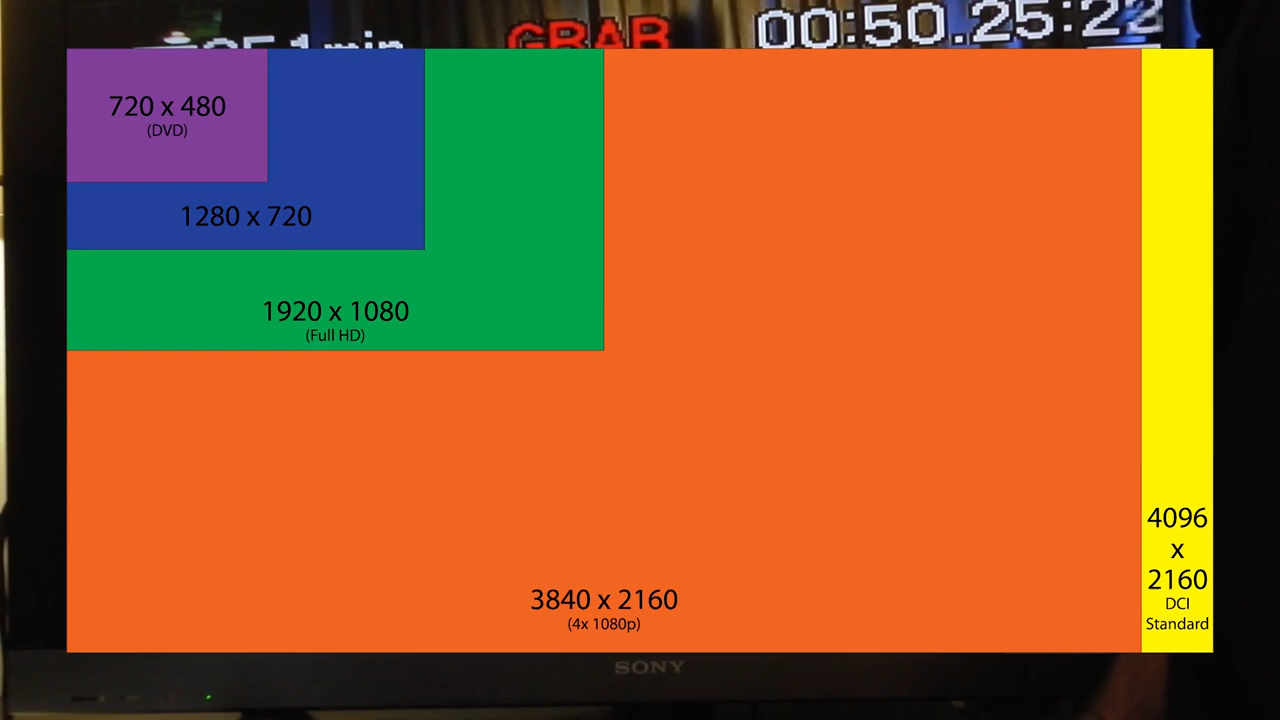 GRAB 00:50.25:22
720 x 480
(DVD)
1280 x 720
1920 x 1080
(Full HD)
4096
x
2160
DCI
Standard
3840 x 2160
(4x 1080p)
SONY